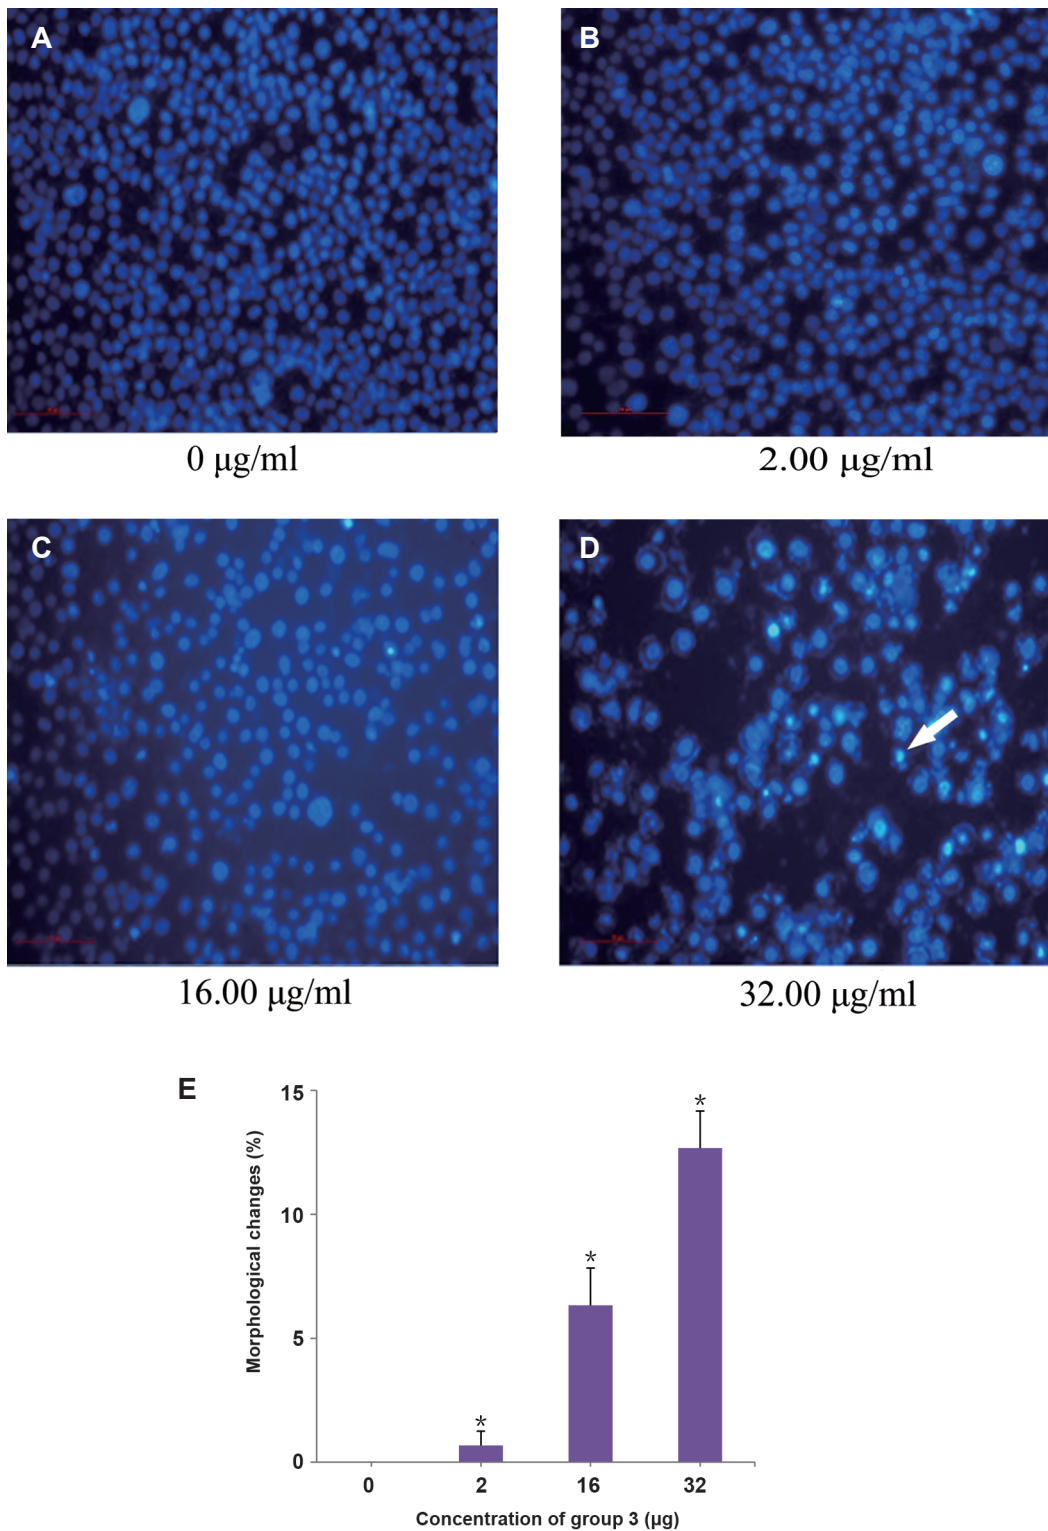 A
B
0 μg/ml
2.00 μg/ml
C
D
16.00 μg/ml
32.00 μg/ml
E
Morphological changes (%)
15
10
5
0
*
*
*
0 2 16 32
Concentration of group 3 (μg)